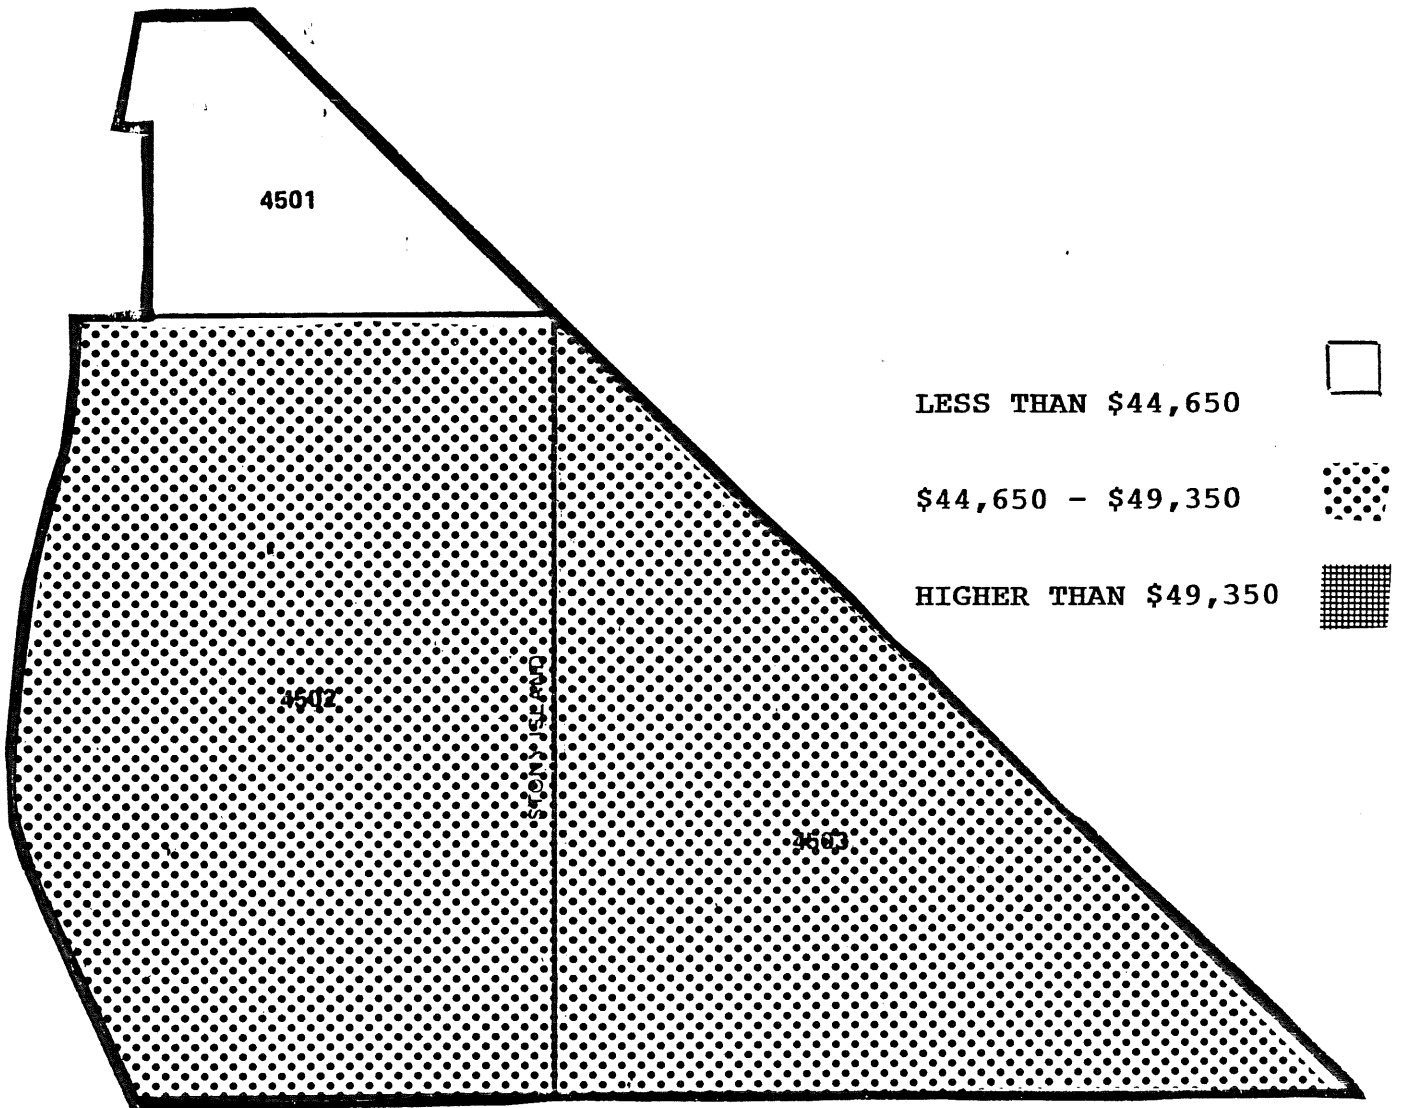 4501
LESS THAN $44,650
$44,650 - $49,350
HIGHER THAN $49,350
4502
STONY ISLAND
4503